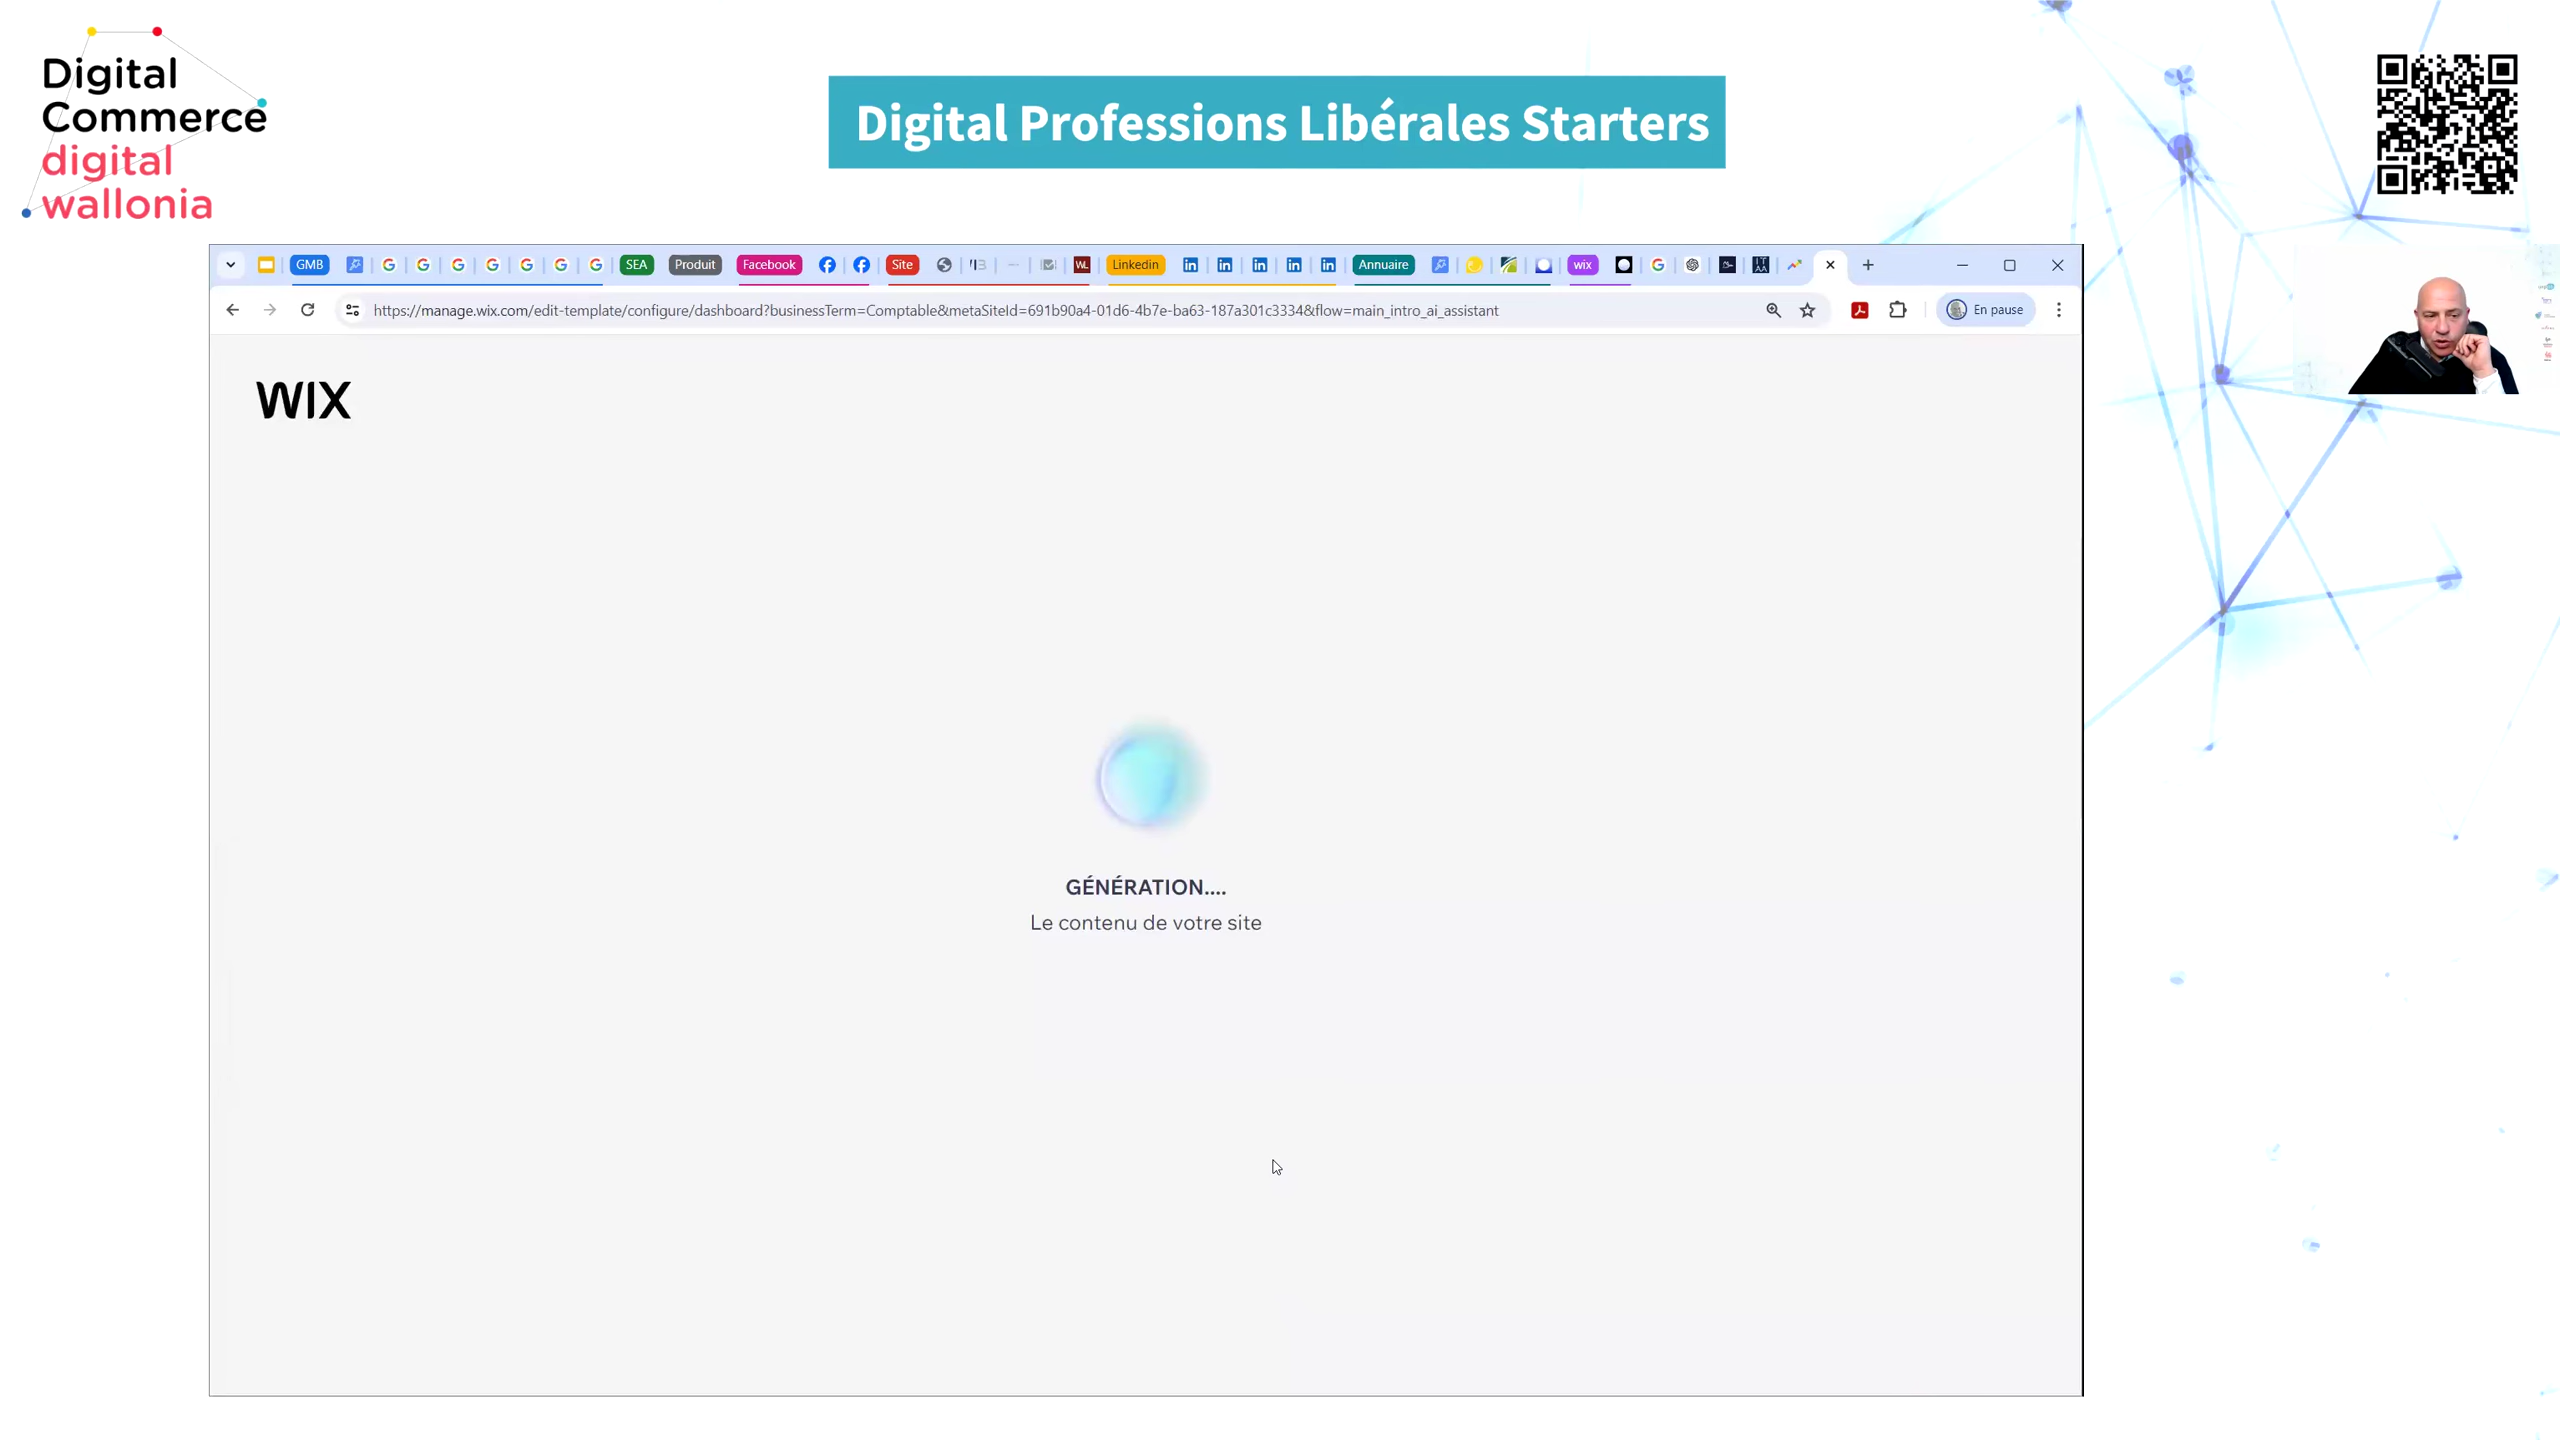 Digital
Commerce
digital
wallonia
Digital Professions Libérales Starters
GMB
SEA
Produit
Facebook
Site
WL
Linkedin
Annuaire
wix
https://manage.wix.com/edit-template/configure/dashboard?businessTerm=Comptable&metaSiteId=691b90a4-01d6-4b7e-ba63-187a301c3334&flow=main_intro_ai_assistant
En pause
WIX
GÉNÉRATION....
Le contenu de votre site